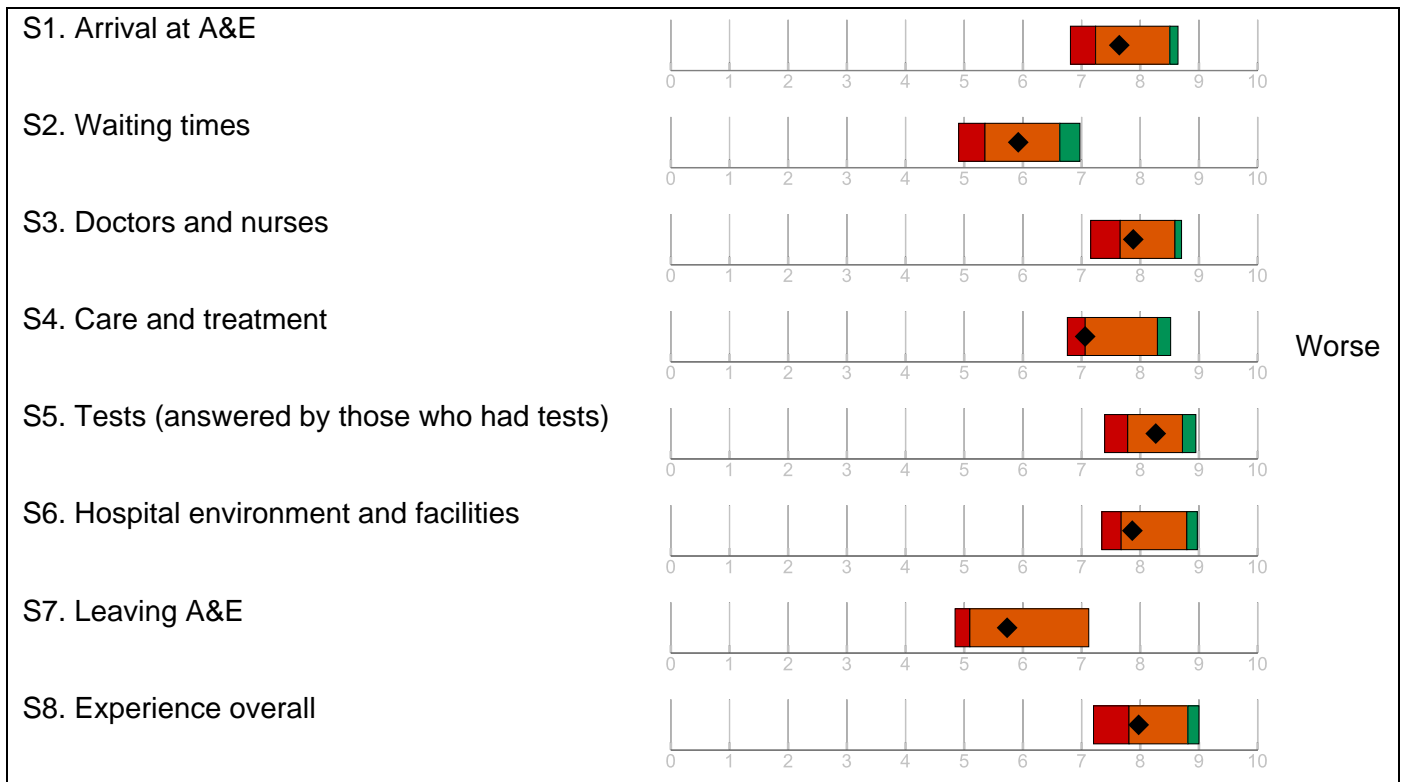 S1. Arrival at A&E
0 1 2 3 4 5 6 7 8 9 10
S2. Waiting times
0 1 2 3 4 5 6 7 8 9 10
S3. Doctors and nurses
0 1 2 3 4 5 6 7 8 9 10
S4. Care and treatment
Worse
0 1 2 3 4 5 6 7 8 9 10
S5. Tests (answered by those who had tests)
0 1 2 3 4 5 6 7 8 9 10
S6. Hospital environment and facilities
0 1 2 3 4 5 6 7 8 9 10
S7. Leaving A&E
0 1 2 3 4 5 6 7 8 9 10
S8. Experience overall
0 1 2 3 4 5 6 7 8 9 10